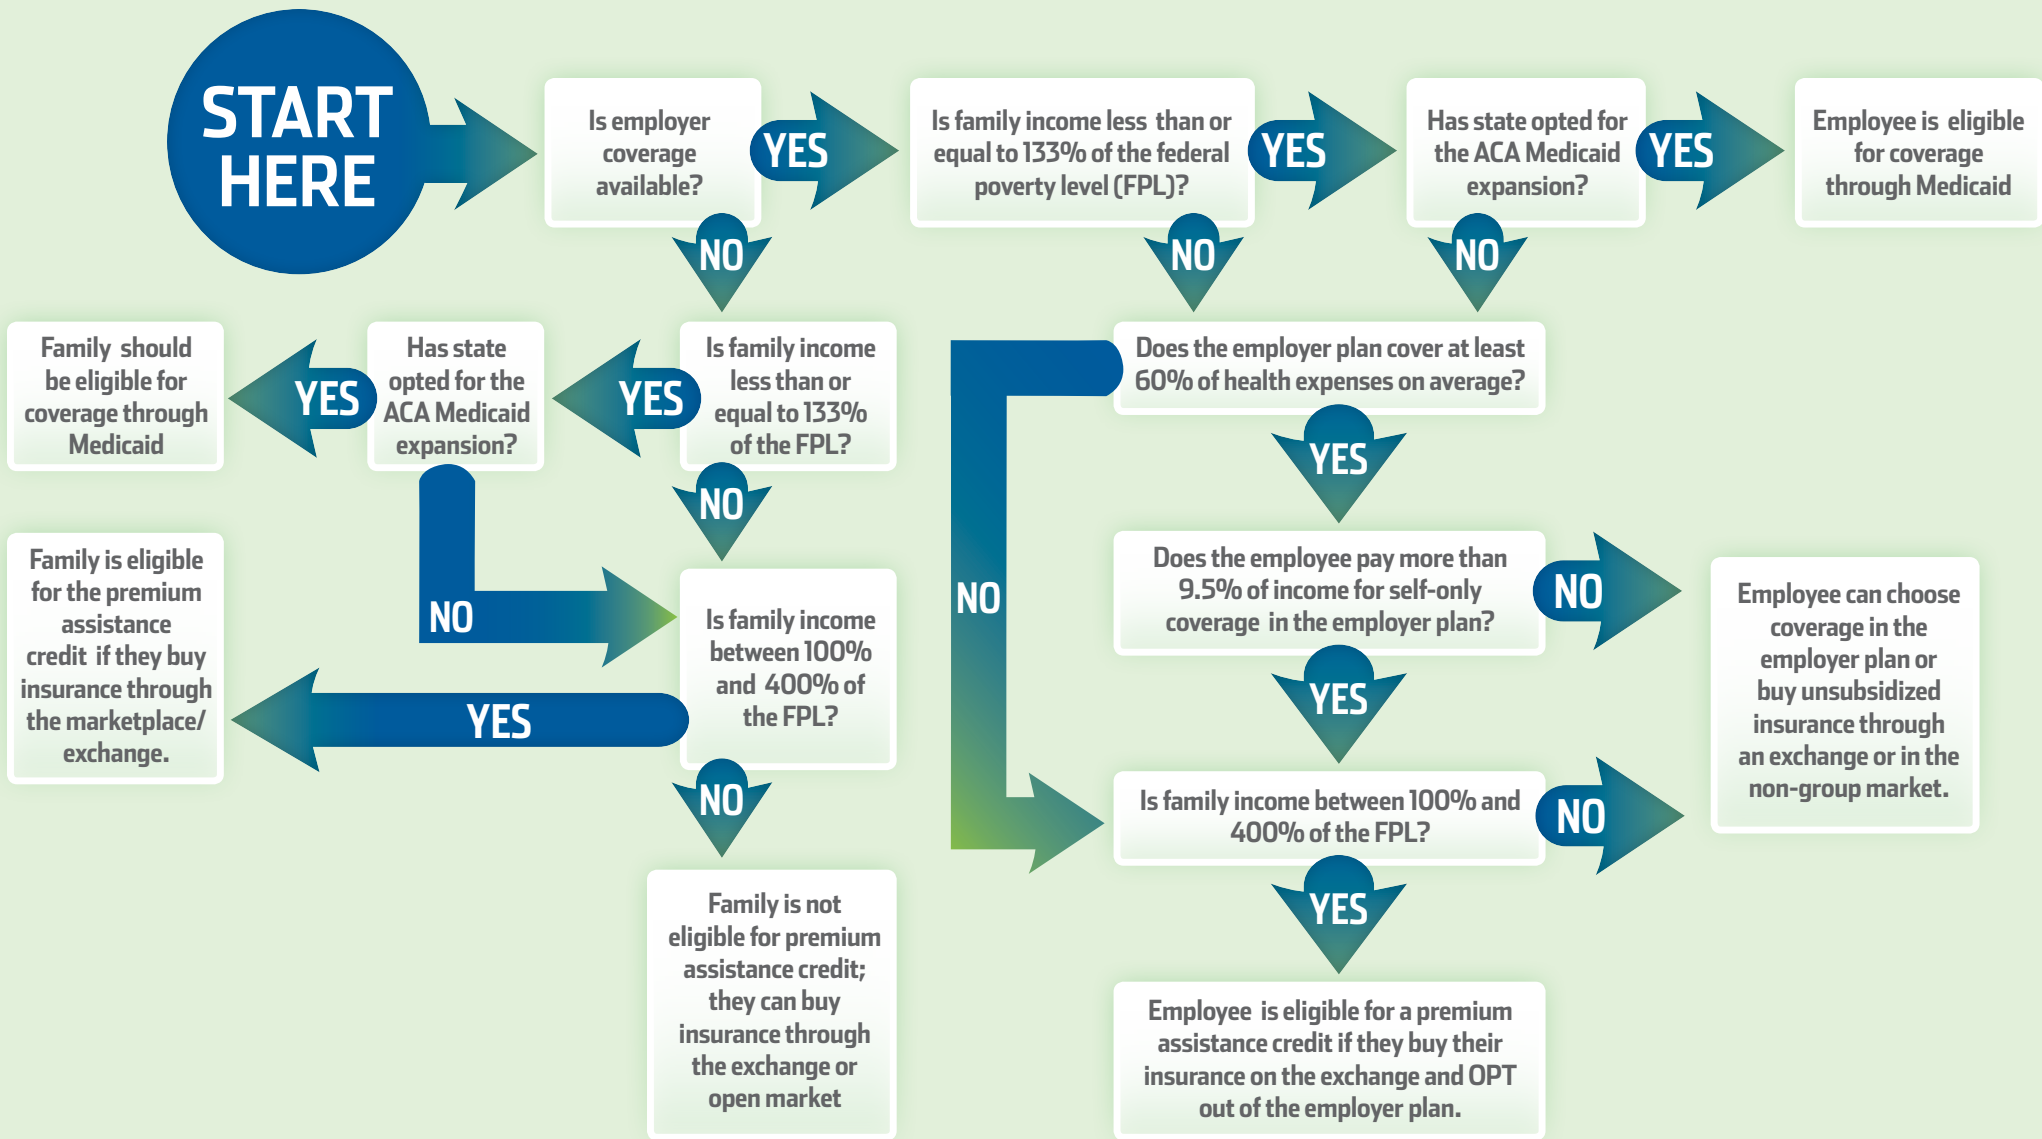 START
HERE
Is employer
coverage
available?
YES
Is family income less than or
equal to 133% of the federal
poverty level (FPL)?
YES
Has state opted for
the ACA Medicaid
expansion?
YES
Employee is eligible
for coverage
through Medicaid
NO
NO
NO
Family should
be eligible for
coverage through
Medicaid
YES
Has state
opted for the
ACA Medicaid
expansion?
YES
Is family income
less than or
equal to 133%
of the FPL?
Does the employer plan cover at least
60% of health expenses on average?
YES
NO
NO
Family is eligible
for the premium
assistance
credit if they buy
insurance through
the marketplace/
exchange.
NO
Is family income
between 100%
and 400% of
the FPL?
YES
NO
Family is not
eligible for premium
assistance credit;
they can buy
insurance through
the exchange or
open market
Does the employee pay more than
9.5% of income for self-only
coverage in the employer plan?
NO
Employee can choose
coverage in the
employer plan or
buy unsubsidized
insurance through
an exchange or in the
non-group market.
YES
Is family income between 100% and
400% of the FPL?
NO
YES
Employee is eligible for a premium
assistance credit if they buy their
insurance on the exchange and OPT
out of the employer plan.